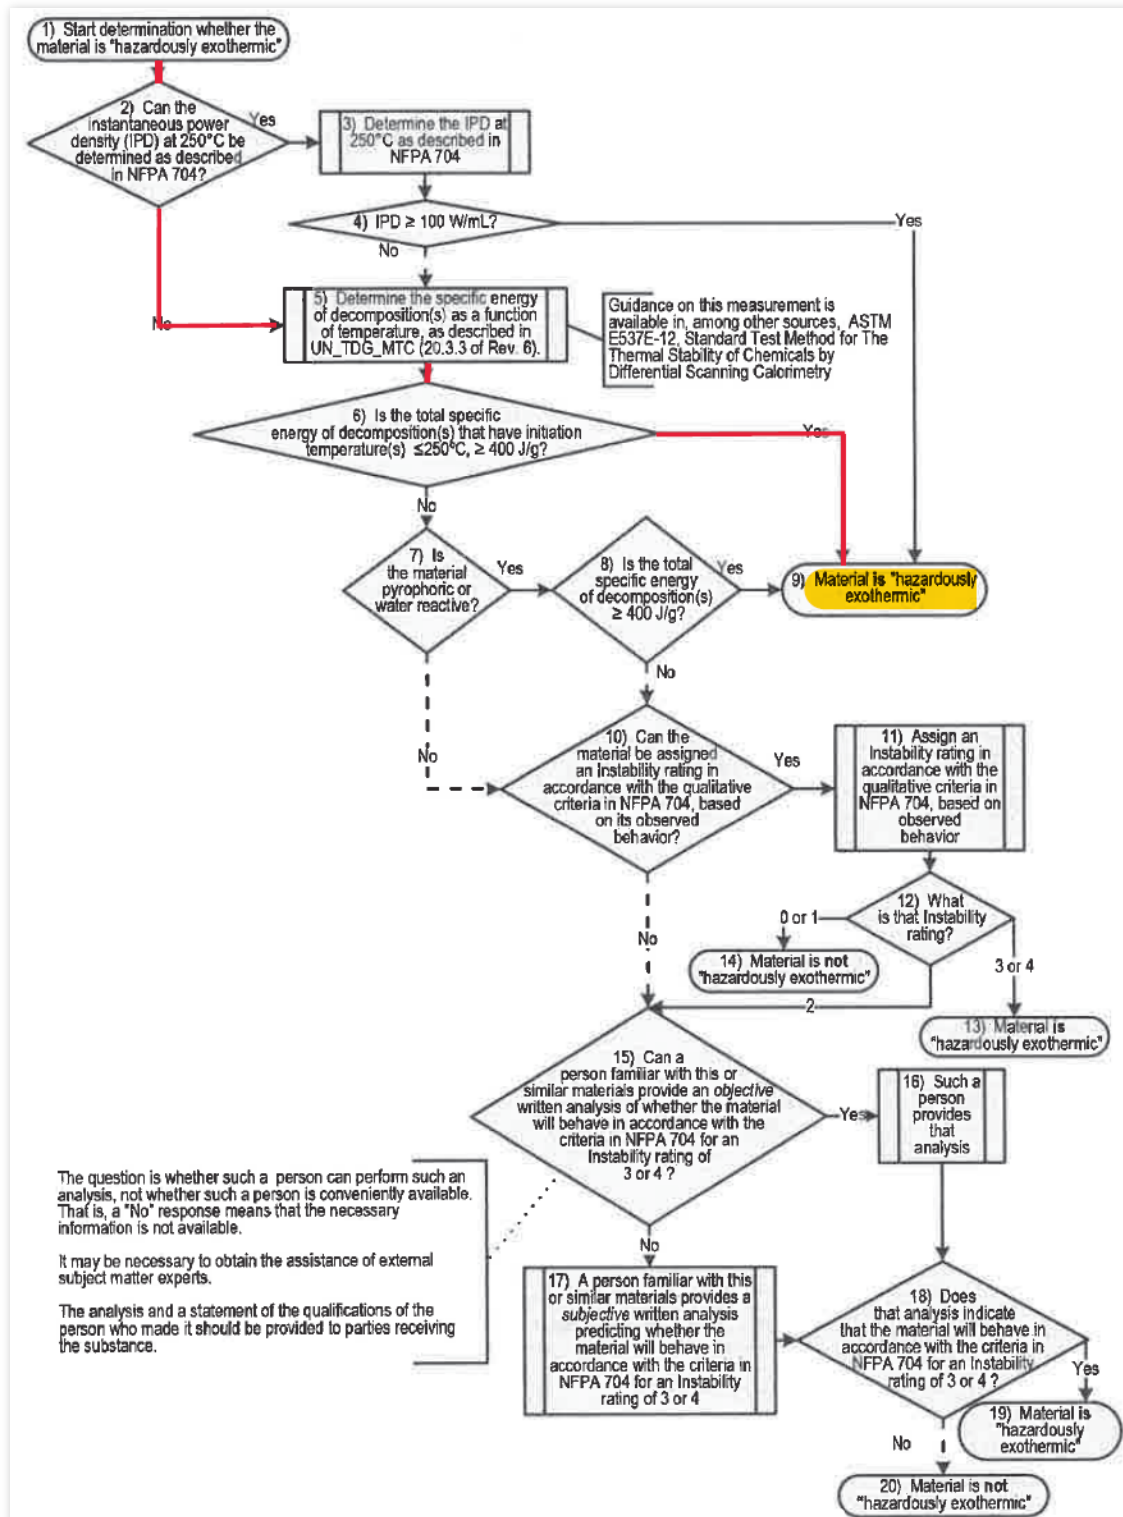 1) Start determination whether the
material is "hazardously exothermic"
2) Can the
instantaneous power
density (IPD) at 250°C be
determined as described
in NFPA 704?
Yes
3) Determine the IPD at
250°C as described in
NFPA 704
4) IPD ≥ 100 W/mL?
Yes
No
No
5) Determine the specific energy
of decomposition(s) as a function
of temperature, as described in
UN_TDG_MTC (20.3.3 of Rev. 6).
Guidance on this measurement is
available in, among other sources, ASTM
E537E-12, Standard Test Method for The
Thermal Stability of Chemicals by
Differential Scanning Calorimetry
6) Is the total specific
energy of decomposition(s) that have initiation
temperature(s) ≤250°C, ≥ 400 J/g?
Yes
No
7) Is
the material
pyrophoric or
water reactive?
Yes
8) Is the total
specific energy
of decomposition(s)
≥ 400 J/g?
Yes
9) Material is "hazardously
exothermic"
No
No
10) Can the
material be assigned
an Instability rating in
accordance with the qualitative
criteria in NFPA 704, based
on its observed
behavior?
Yes
11) Assign an
Instability rating in
accordance with the
qualitative criteria in
NFPA 704, based on
observed
behavior
12) What
is that Instability
rating?
0 or 1
3 or 4
2
No
14) Material is not
"hazardously exothermic"
13) Material is
"hazardously exothermic"
15) Can a
person familiar with this or
similar materials provide an objective
written analysis of whether the material
will behave in accordance with the
criteria in NFPA 704 for an
Instability rating of
3 or 4 ?
Yes
16) Such a
person
provides
that
analysis
The question is whether such a person can perform such an
analysis, not whether such a person is conveniently available.
That is, a "No" response means that the necessary
information is not available.
It may be necessary to obtain the assistance of external
subject matter experts.
The analysis and a statement of the qualifications of the
person who made it should be provided to parties receiving
the substance.
No
17) A person familiar with this
or similar materials provides a
subjective written analysis
predicting whether the
material will behave in
accordance with the criteria in
NFPA 704 for an Instability
rating of 3 or 4
18) Does
that analysis indicate
that the material will behave in
accordance with the criteria in
NFPA 704 for an Instability
rating of 3 or 4 ?
Yes
19) Material is
"hazardously
exothermic"
No
20) Material is not
"hazardously exothermic"